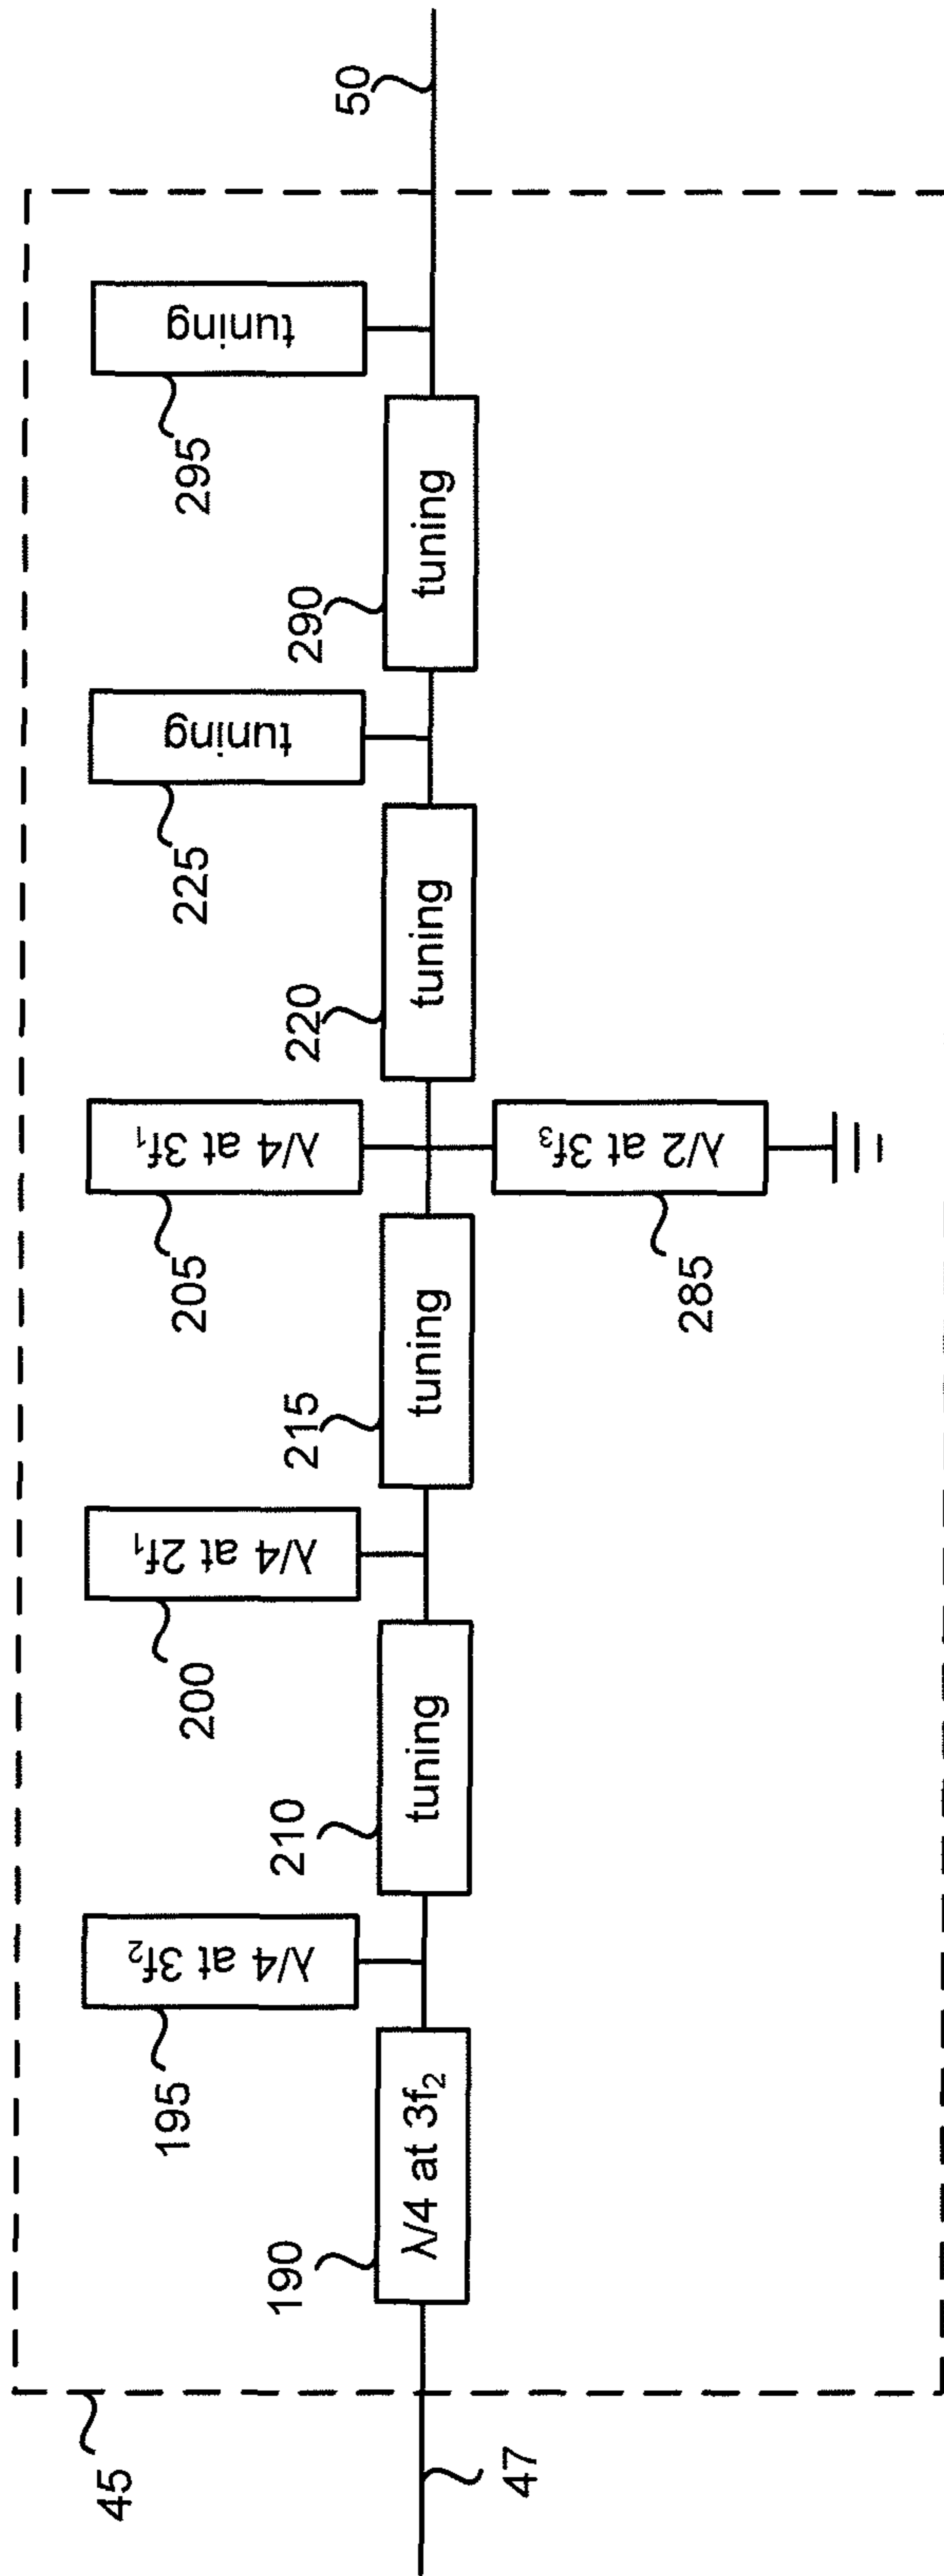 45
47
190
λ/4 at 3f₂
195
λ/4 at 3f₂
210
tuning
200
λ/4 at 2f₁
215
tuning
205
λ/4 at 3f₁
285
λ/2 at 3f₃
220
tuning
225
tuning
290
tuning
295
tuning
50